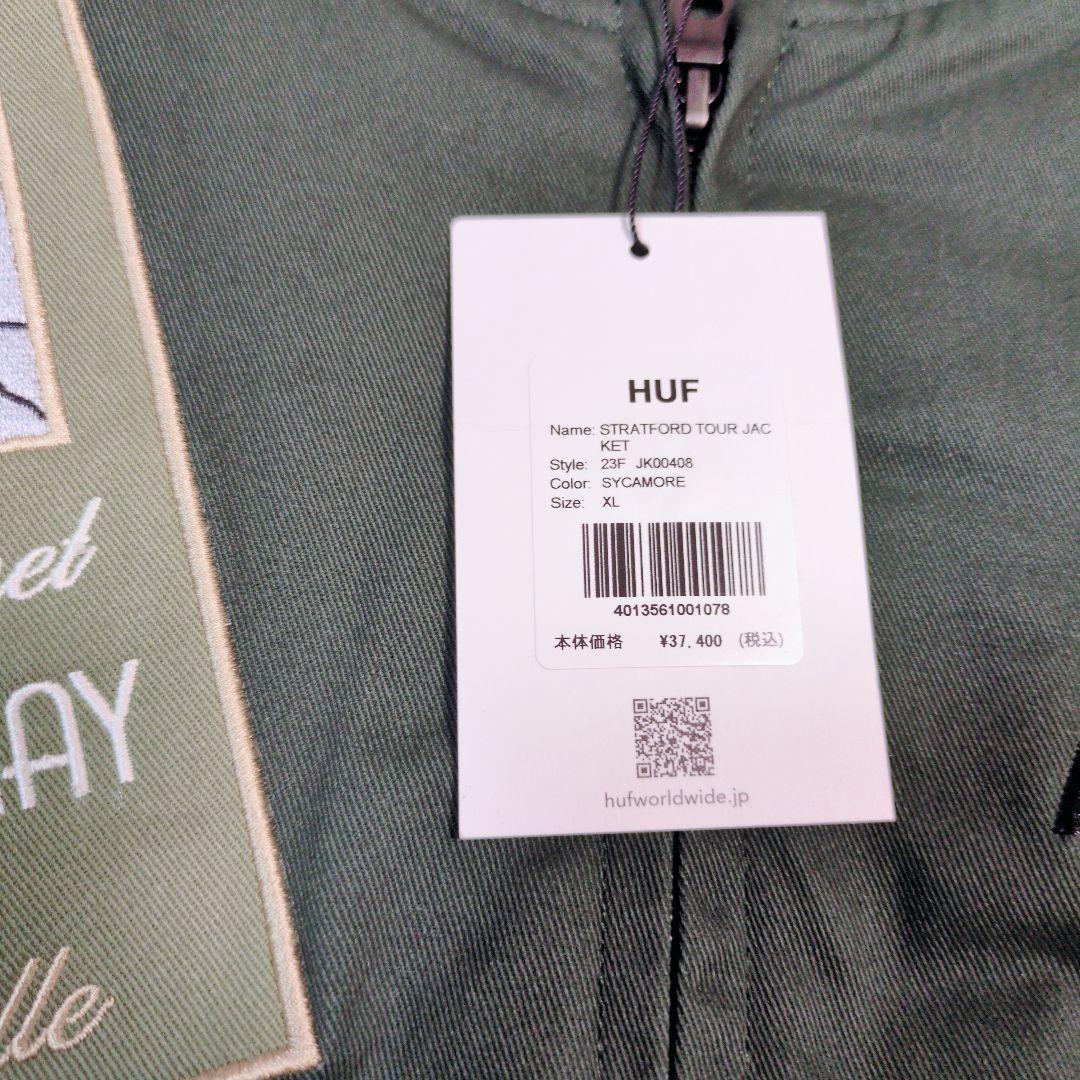 HUF
Name: STRATFORD TOUR JAC
KET
Style: 23F JK00408
Color: SYCAMORE
Size: XL
4013561001078
本体価格 ¥37,400 (税込)
hufworldwide.jp
et
AY
lle